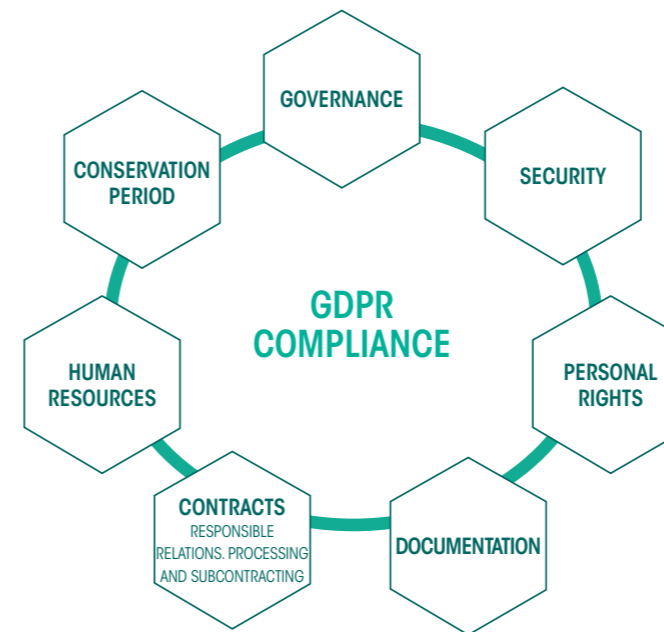 GOVERNANCE
CONSERVATION
PERIOD
SECURITY
GDPR
COMPLIANCE
HUMAN
RESOURCES
PERSONAL
RIGHTS
CONTRACTS
RESPONSIBLE
RELATIONS. PROCESSING
AND SUBCONTRACTING
DOCUMENTATION